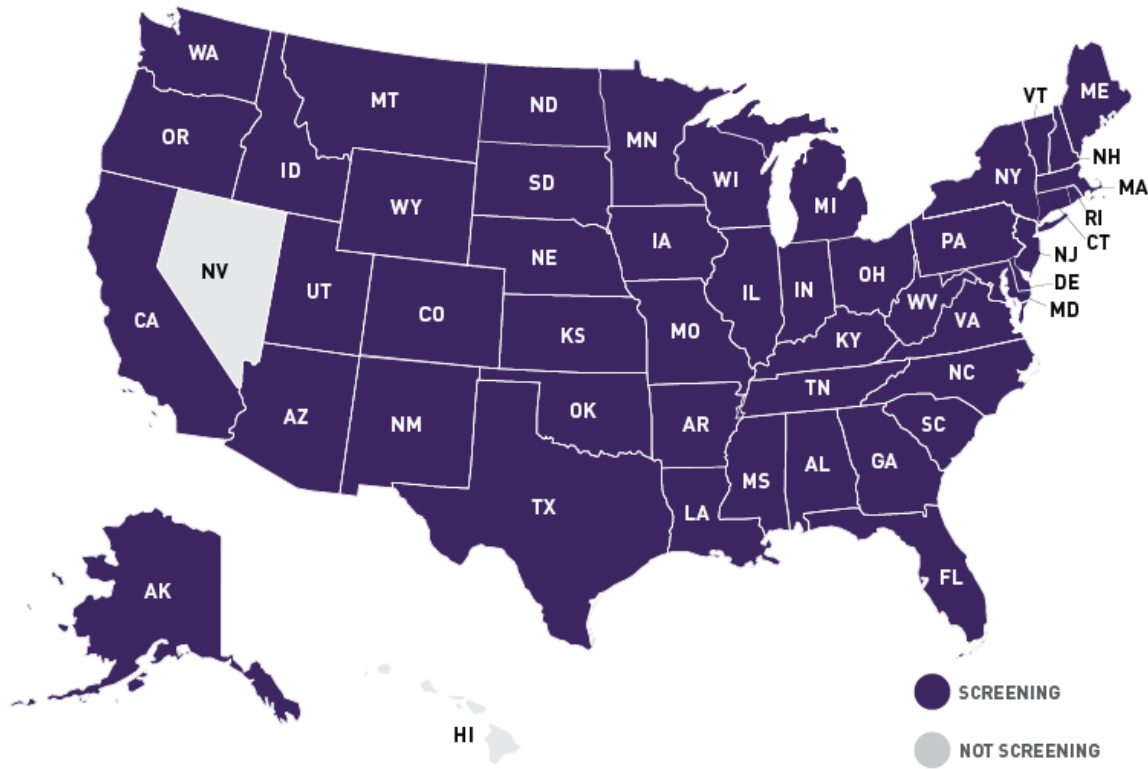 WA
MT
ND
MN
VT
ME
OR
ID
SD
WI
NY
NH
MA
WY
MI
RI
CT
IA
PA
NJ
NV
NE
OH
DE
UT
IL
IN
WV
MD
CA
CO
KS
MO
KY
VA
NC
TN
AZ
NM
OK
AR
SC
MS
AL
GA
TX
LA
AK
FL
HI
SCREENING
NOT SCREENING